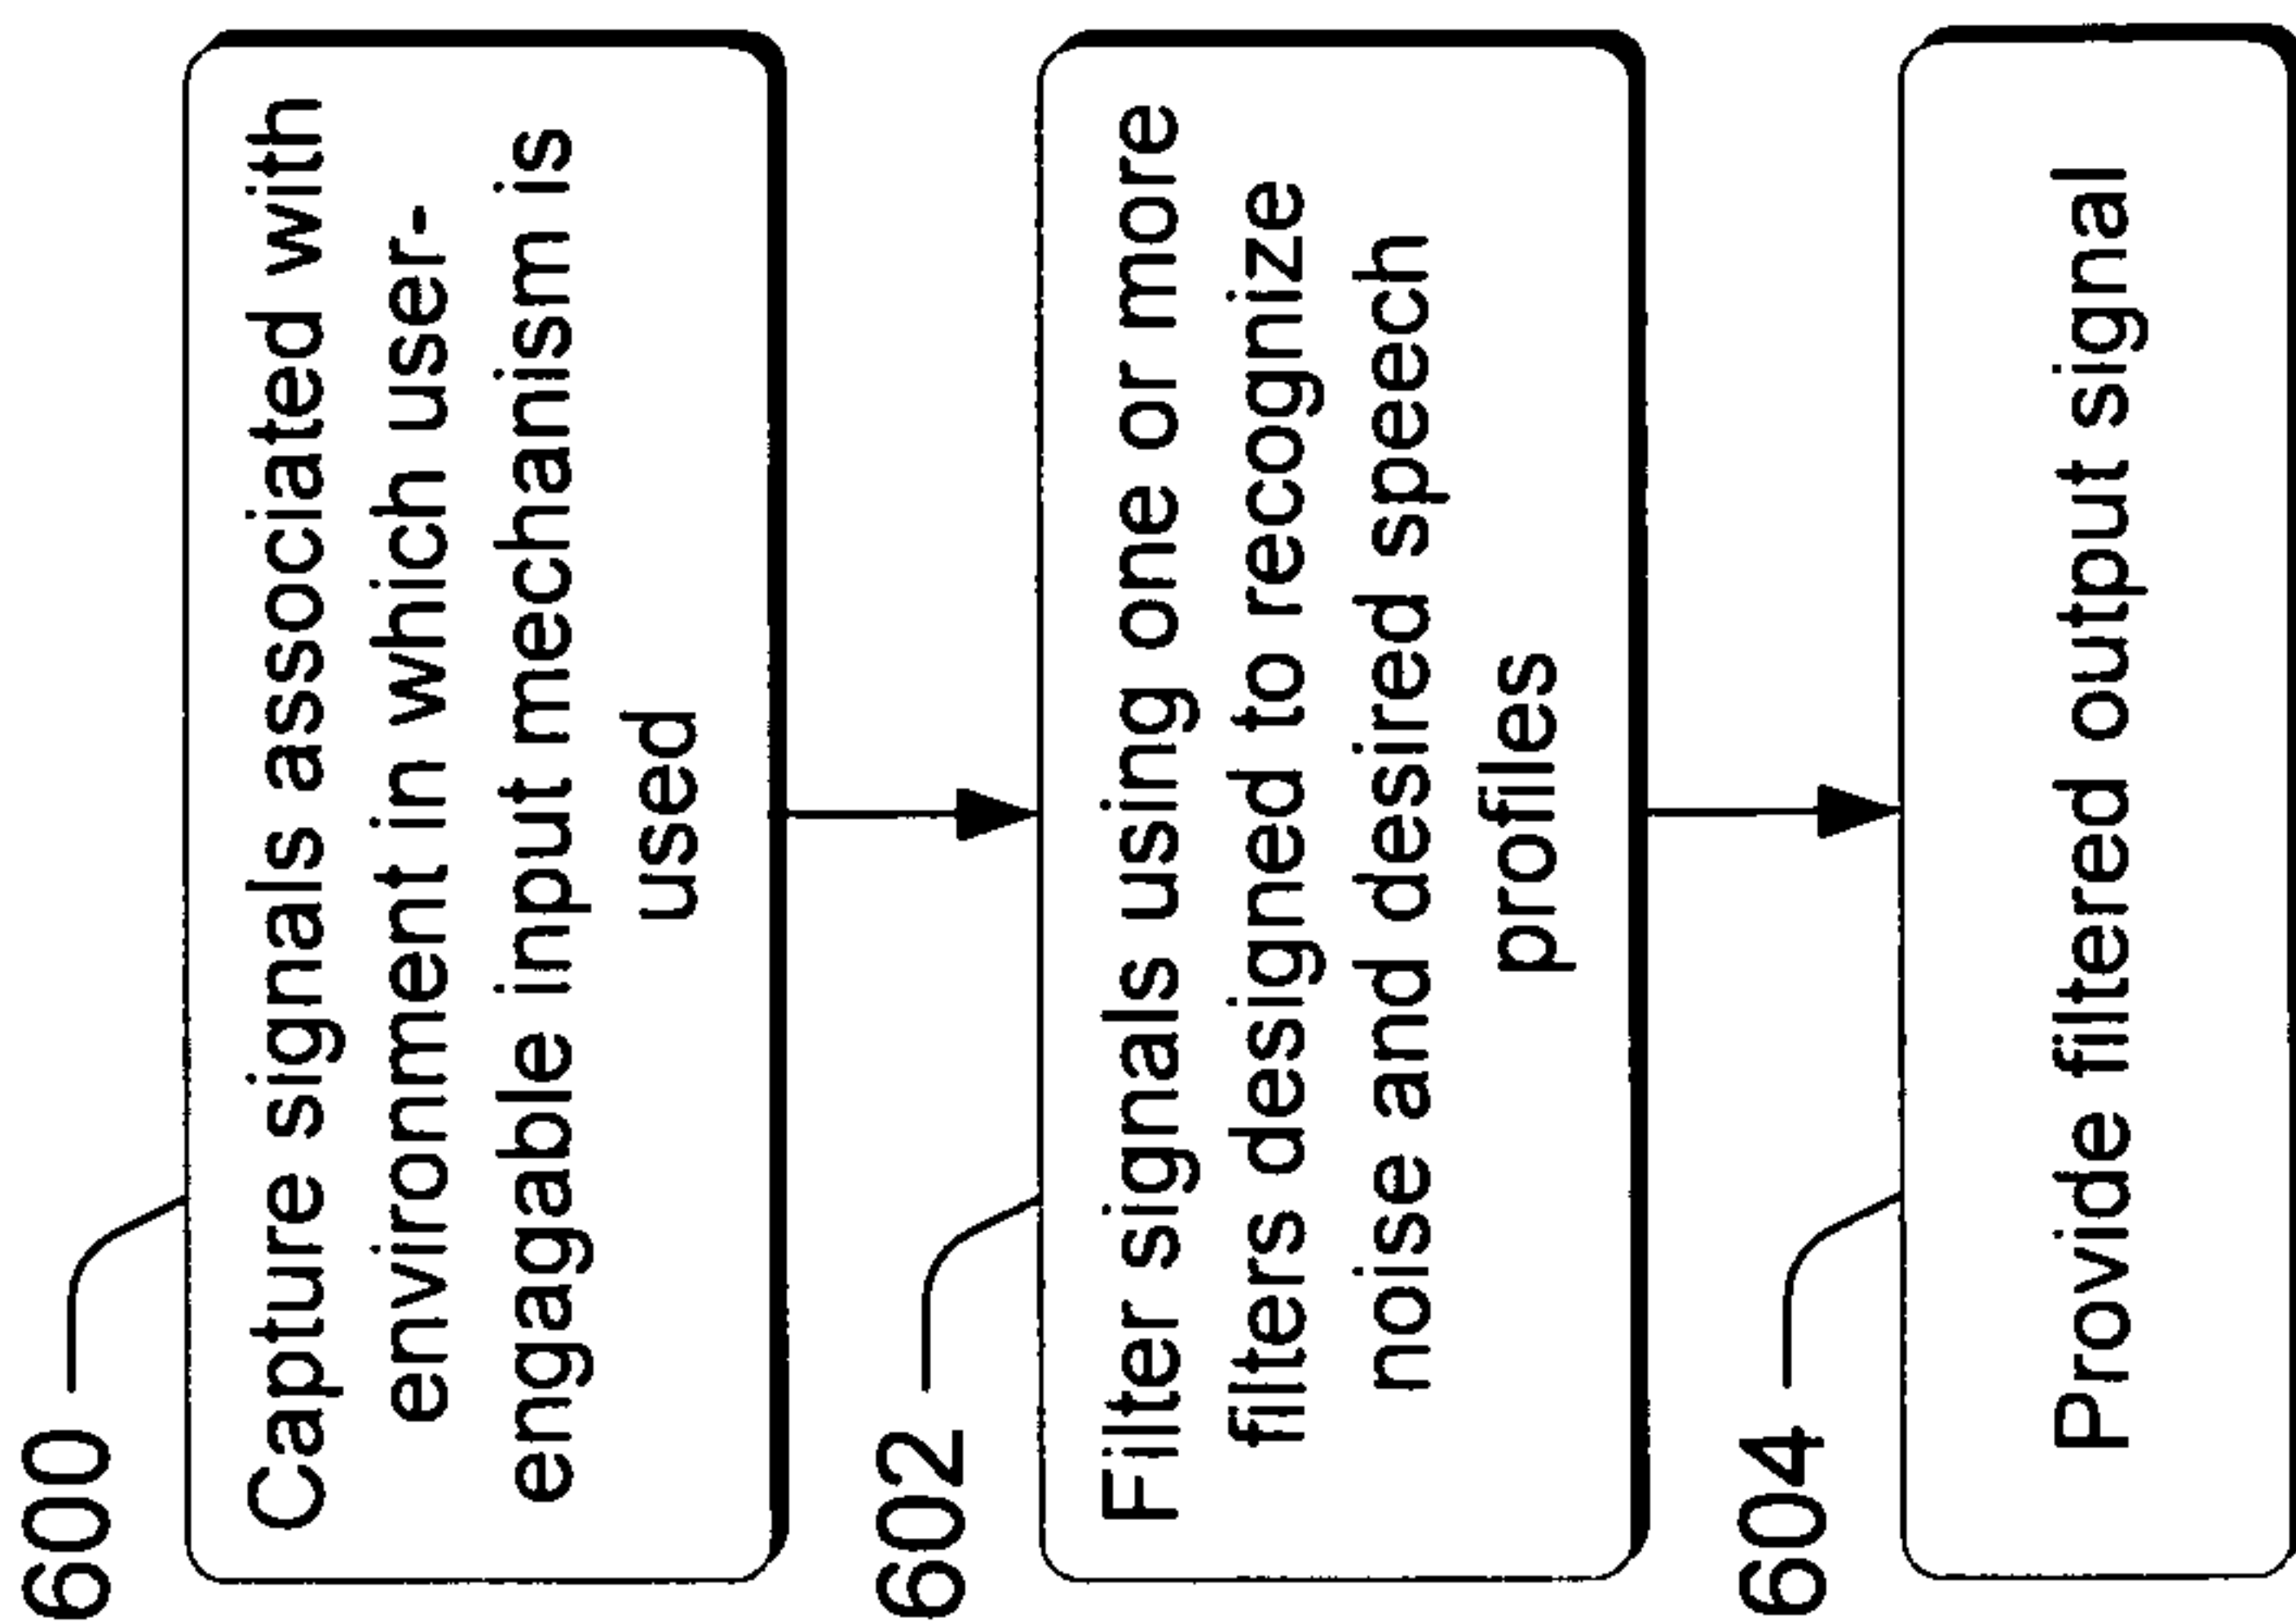 600
Capture signals associated with
environment in which user-
engagable input mechanism is
used
602
Filter signals using one or more
filters designed to recognize
noise and desired speech
profiles
604
Provide filtered output signal